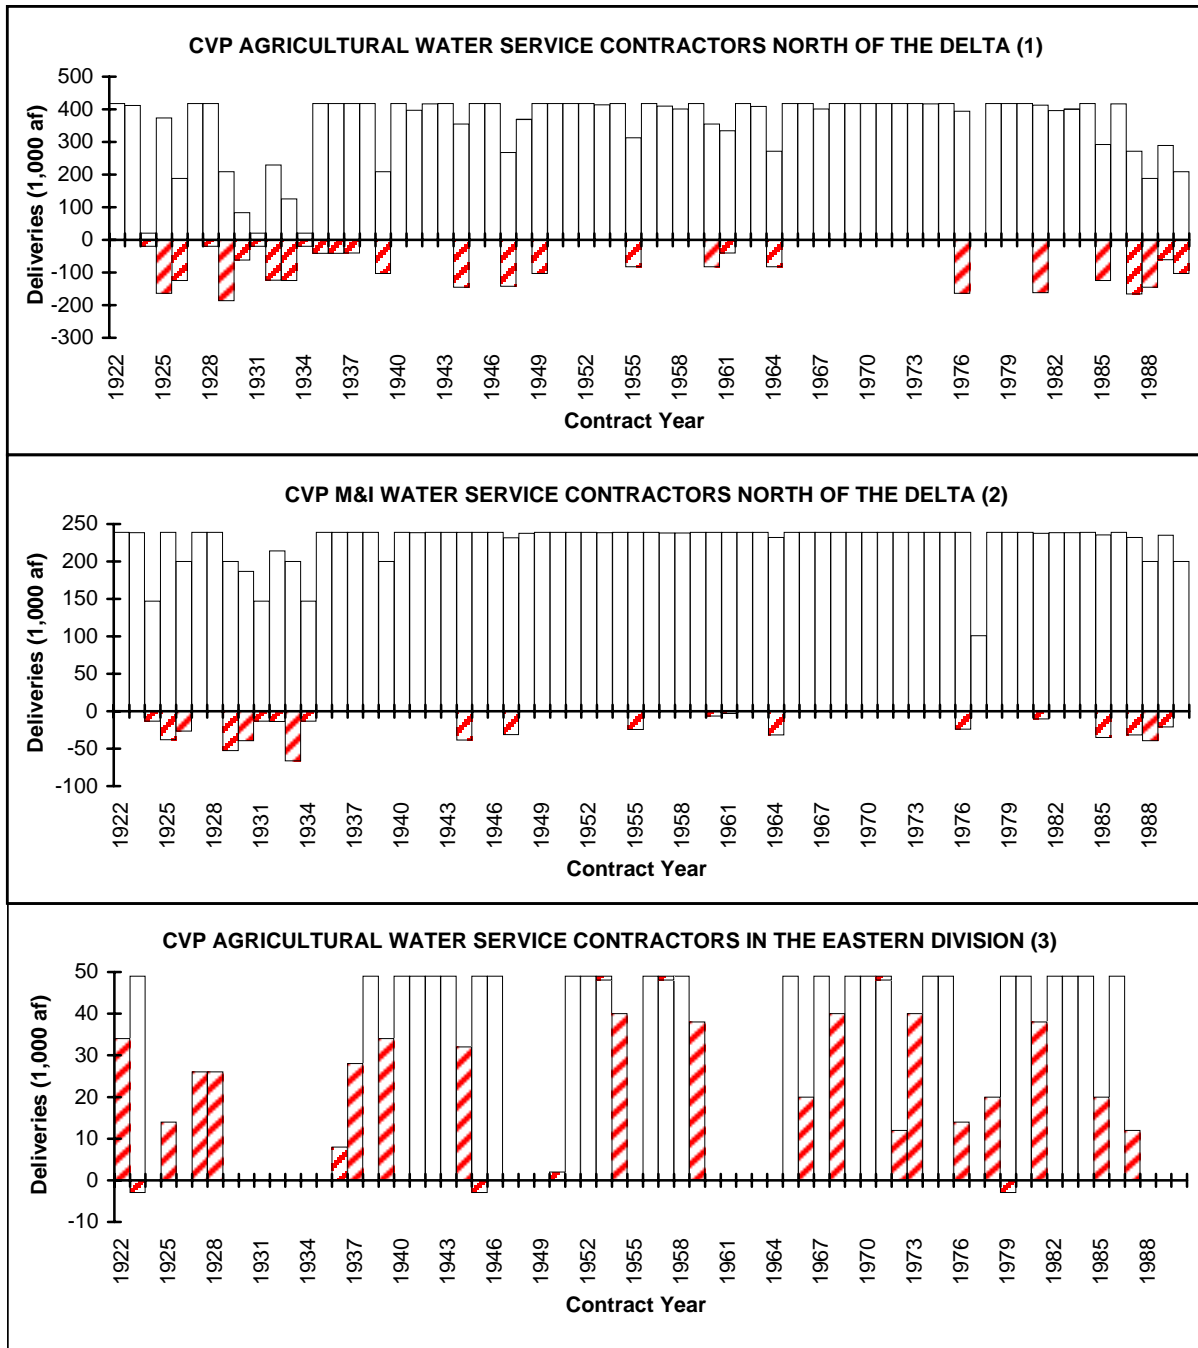 CVP AGRICULTURAL WATER SERVICE CONTRACTORS NORTH OF THE DELTA (1)
Deliveries (1,000 af)
500
400
300
200
100
0
-100
-200
-300
1922 1925 1928 1931 1934 1937 1940 1943 1946 1949 1952 1955 1958 1961 1964 1967 1970 1973 1976 1979 1982 1985 1988
Contract Year
CVP M&I WATER SERVICE CONTRACTORS NORTH OF THE DELTA (2)
Deliveries (1,000 af)
250
200
150
100
50
0
-50
-100
1922 1925 1928 1931 1934 1937 1940 1943 1946 1949 1952 1955 1958 1961 1964 1967 1970 1973 1976 1979 1982 1985 1988
Contract Year
CVP AGRICULTURAL WATER SERVICE CONTRACTORS IN THE EASTERN DIVISION (3)
Deliveries (1,000 af)
50
40
30
20
10
0
-10
1922 1925 1928 1931 1934 1937 1940 1943 1946 1949 1952 1955 1958 1961 1964 1967 1970 1973 1976 1979 1982 1985 1988
Contract Year